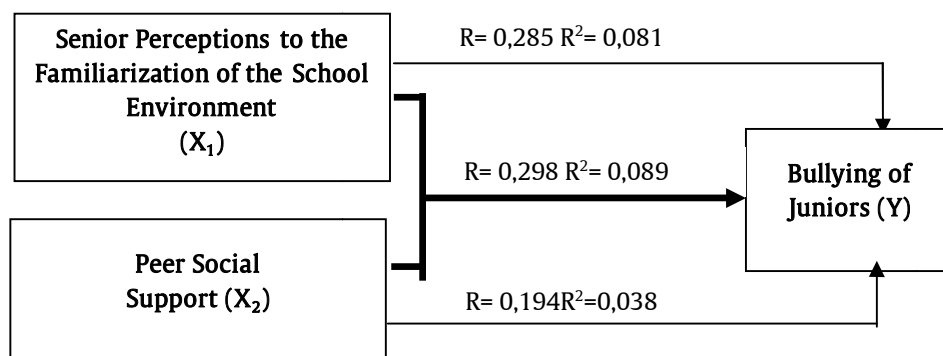 Senior Perceptions to the
Familiarization of the School
Environment
(X₁)
R= 0,285 R²= 0,081
R= 0,298 R²= 0,089
Bullying of
Juniors (Y)
Peer Social
Support (X₂)
R= 0,194R²=0,038